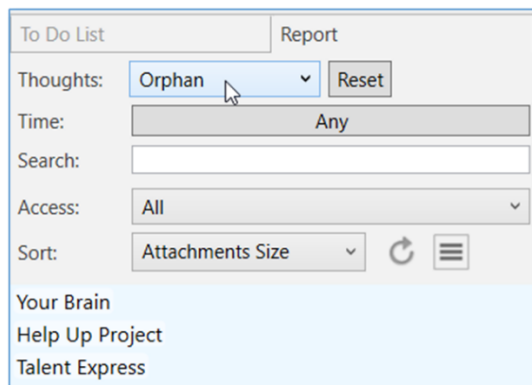 To Do List Report
Thoughts: Orphan Reset
Time: Any
Search:
Access: All
Sort: Attachments Size
Your Brain
Help Up Project
Talent Express